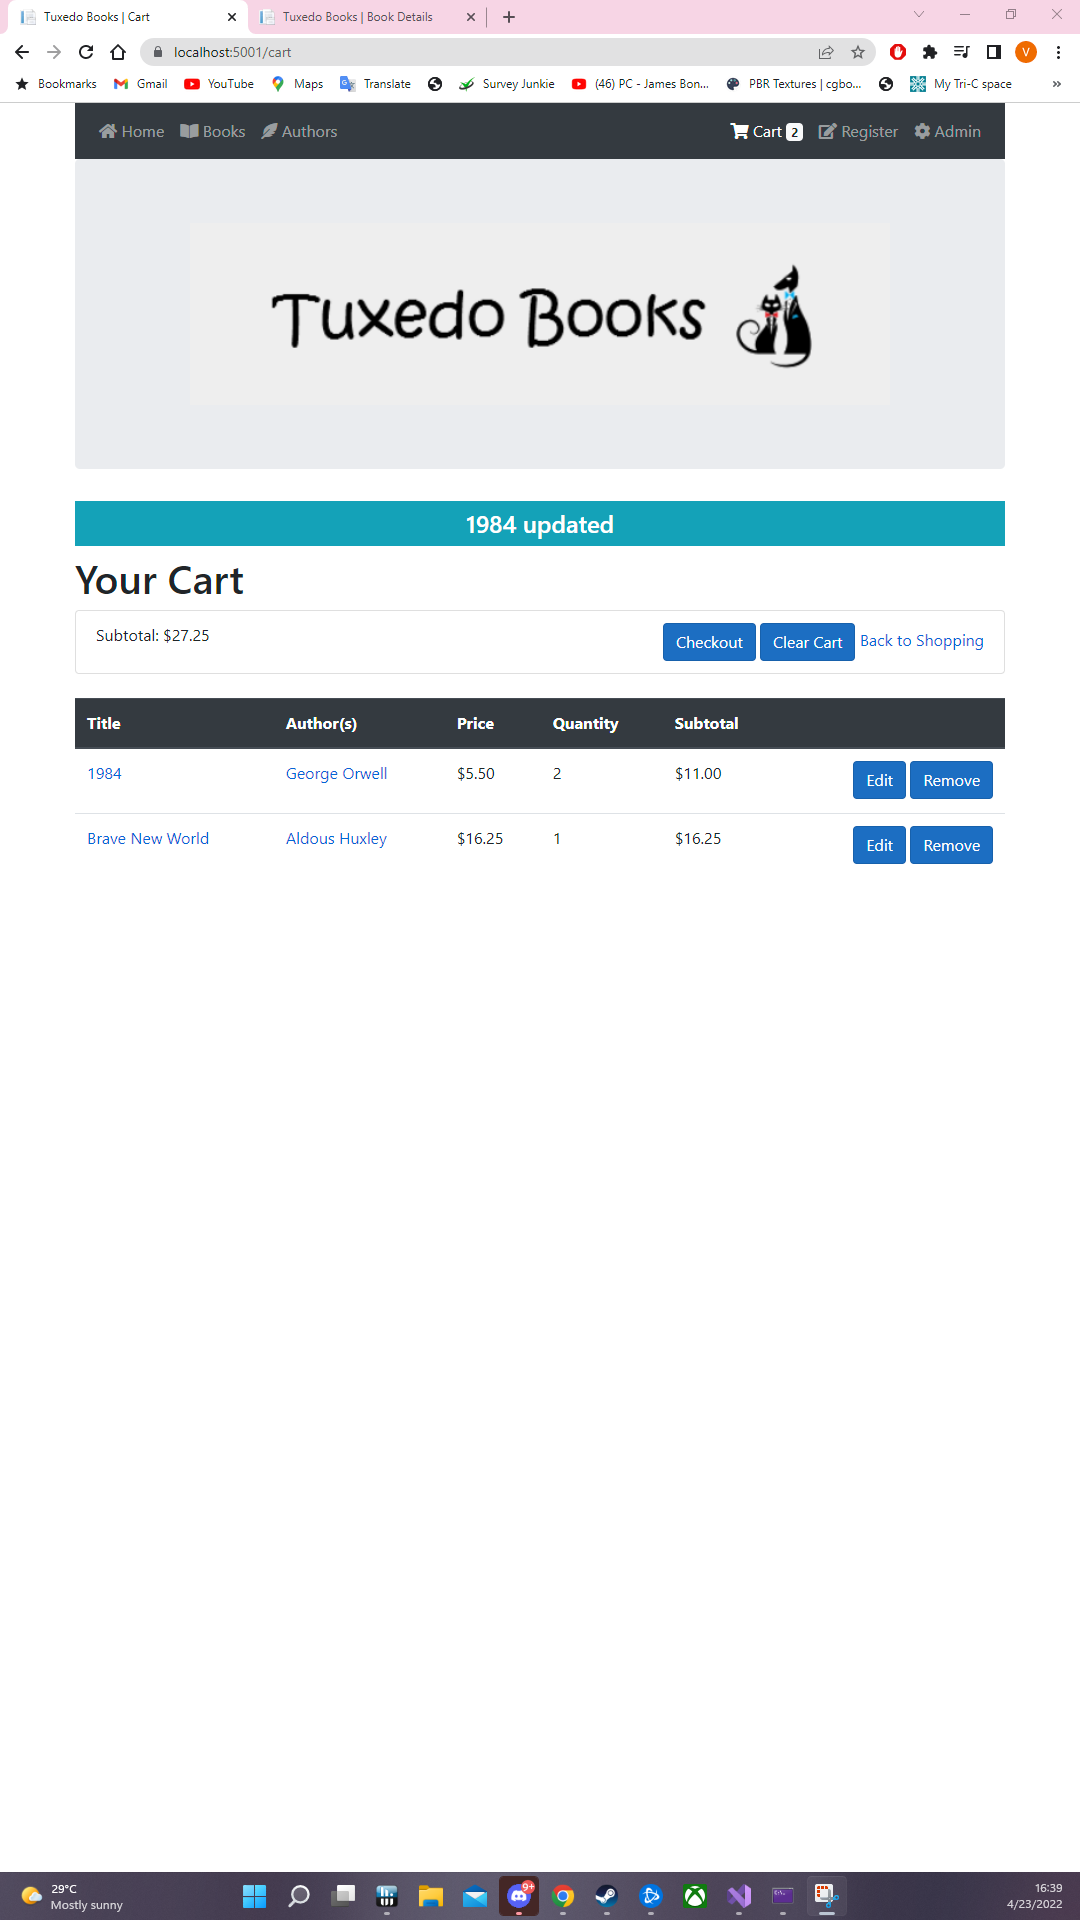 Tuxedo Books | Cart
Tuxedo Books | Book Details
localhost:5001/cart
V
Bookmarks Gmail YouTube Maps Translate Survey Junkie (46) PC - James Bon... PBR Textures | cgbo... My Tri-C space »
Home Books Authors Cart 2 Register Admin
Tuxedo Books
1984 updated
Your Cart
Subtotal: $27.25 Checkout Clear Cart Back to Shopping
Title Author(s) Price Quantity Subtotal
1984 George Orwell $5.50 2 $11.00 Edit Remove
Brave New World Aldous Huxley $16.25 1 $16.25 Edit Remove
29°C
Mostly sunny
9+
16:39
4/23/2022